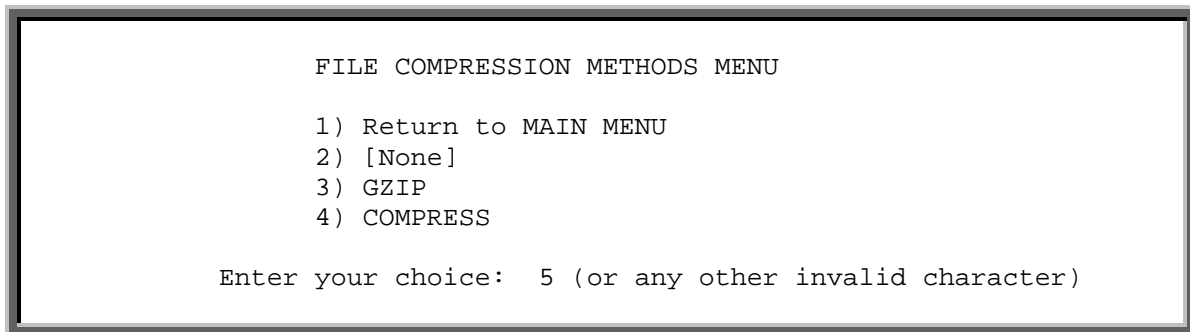 FILE COMPRESSION METHODS MENU
1) Return to MAIN MENU
2) [None]
3) GZIP
4) COMPRESS
Enter your choice:  5 (or any other invalid character)